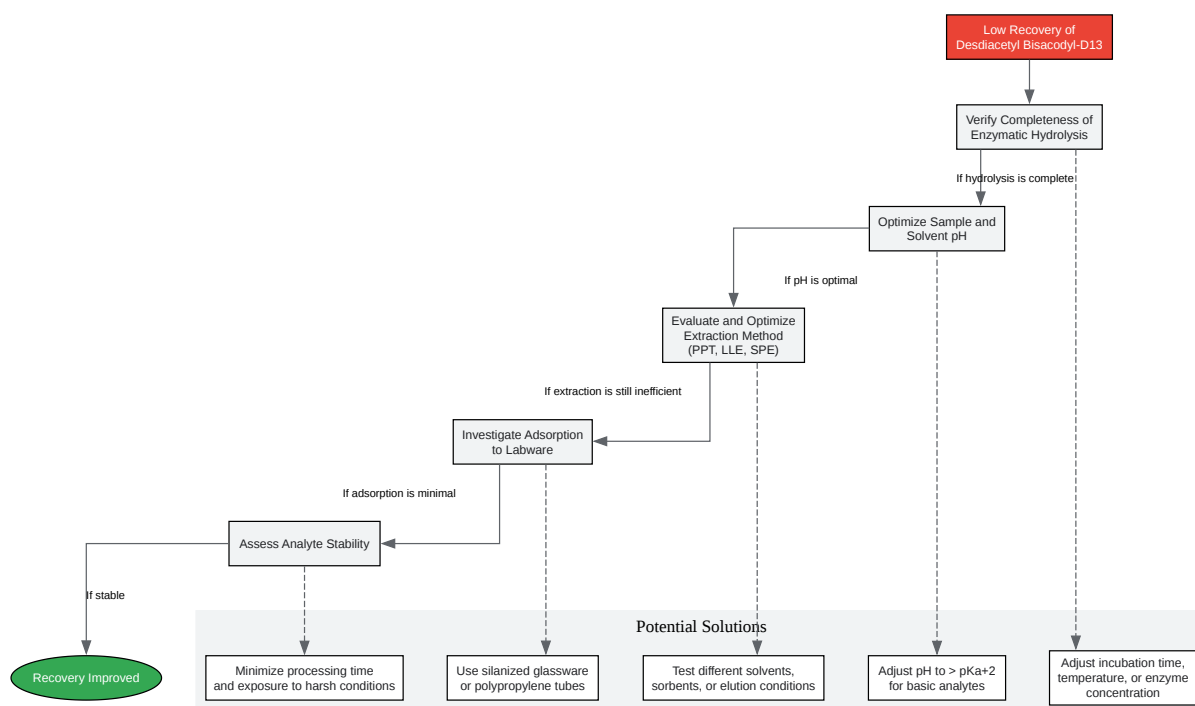 Low Recovery of
Desdiacetyl Bisacodyl-D13
Verify Completeness of
Enzymatic Hydrolysis
If hydrolysis is complete
Optimize Sample and
Solvent pH
If pH is optimal
Evaluate and Optimize
Extraction Method
(PPT, LLE, SPE)
If extraction is still inefficient
Investigate Adsorption
to Labware
If adsorption is minimal
Assess Analyte Stability
If stable
Potential Solutions
Recovery Improved
Minimize processing time
and exposure to harsh conditions
Use silanized glassware
or polypropylene tubes
Test different solvents,
sorbents, or elution conditions
Adjust pH to > pKa+2
for basic analytes
Adjust incubation time,
temperature, or enzyme
concentration